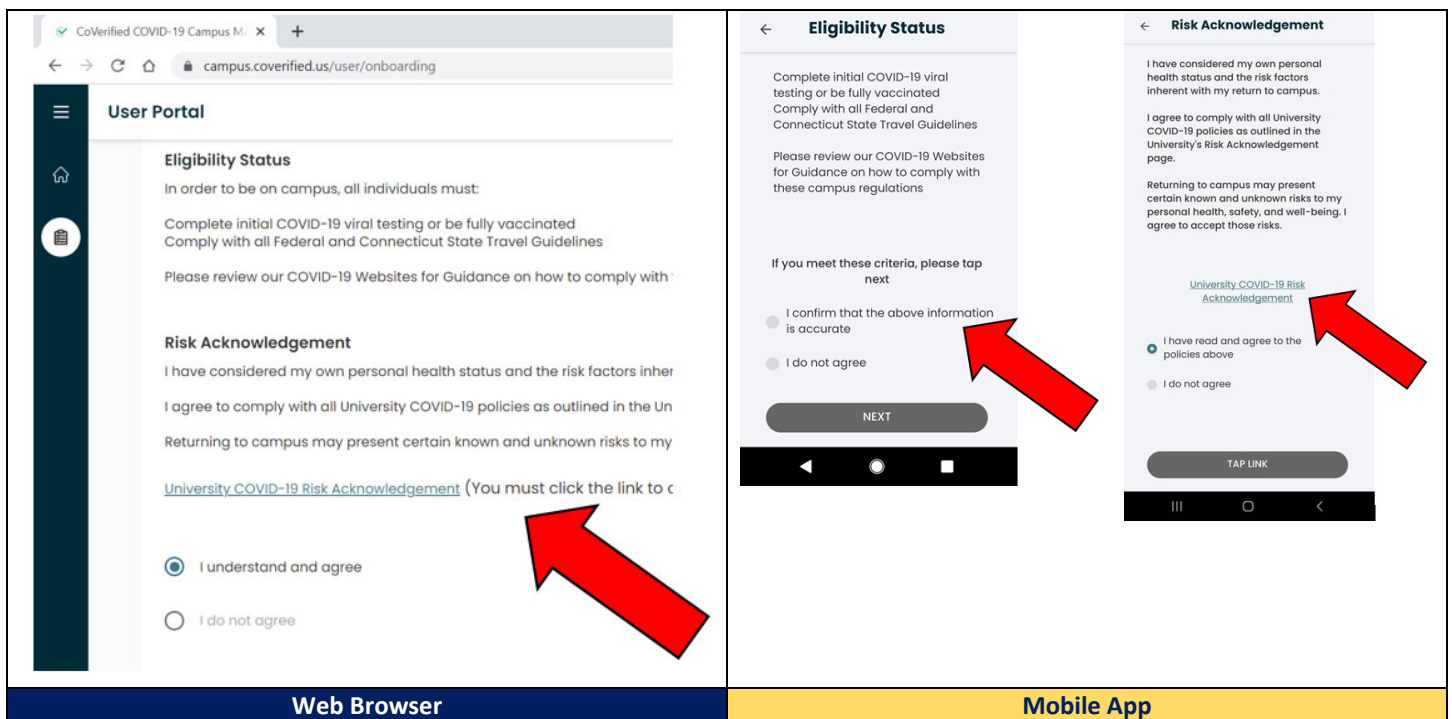 CoVerified COVID-19 Campus M
campus.coverified.us/user/onboarding
User Portal
Eligibility Status
In order to be on campus, all individuals must:
Complete initial COVID-19 viral testing or be fully vaccinated
Comply with all Federal and Connecticut State Travel Guidelines
Please review our COVID-19 Websites for Guidance on how to comply with
Risk Acknowledgement
I have considered my own personal health status and the risk factors inher
I agree to comply with all University COVID-19 policies as outlined in the Un
Returning to campus may present certain known and unknown risks to my
University COVID-19 Risk Acknowledgement (You must click the link to c
I understand and agree
I do not agree
Web Browser
Eligibility Status
Complete initial COVID-19 viral
testing or be fully vaccinated
Comply with all Federal and
Connecticut State Travel Guidelines
Please review our COVID-19 Websites
for Guidance on how to comply with
these campus regulations
If you meet these criteria, please tap
next
I confirm that the above information
is accurate
I do not agree
NEXT
Risk Acknowledgement
I have considered my own personal
health status and the risk factors
inherent with my return to campus.
I agree to comply with all University
COVID-19 policies as outlined in the
University's Risk Acknowledgement
page.
Returning to campus may present
certain known and unknown risks to my
personal health, safety, and well-being. I
agree to accept those risks.
University COVID-19 Risk
Acknowledgement
I have read and agree to the
policies above
I do not agree
TAP LINK
Mobile App